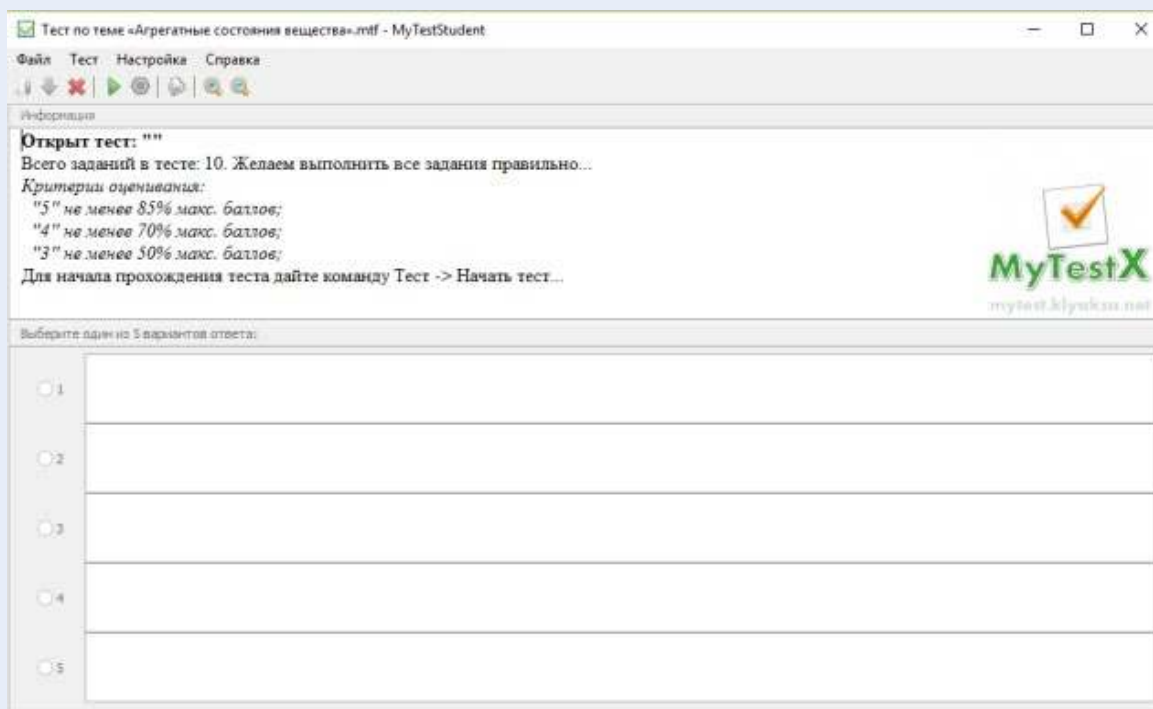 Тест по теме «Агрегатные состояния вещества».mtf - MyTestStudent
Файл Тест Настройка Справка
Информация
Открыт тест: ""
Всего заданий в тесте: 10. Желаем выполнить все задания правильно...
Критерии оценивания:
"5" не менее 85% макс. баллов;
"4" не менее 70% макс. баллов;
"3" не менее 50% макс. баллов;
Для начала прохождения теста дайте команду Тест -> Начать тест...
MyTestX
mytest.klyaksa.net
Выберите один из 5 вариантов ответа:
1
2
3
4
5